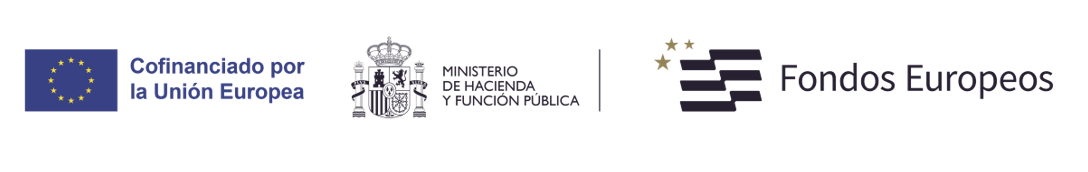 Cofinanciado por
la Unión Europea
MINISTERIO
DE HACIENDA
Y FUNCIÓN PÚBLICA
Fondos Europeos